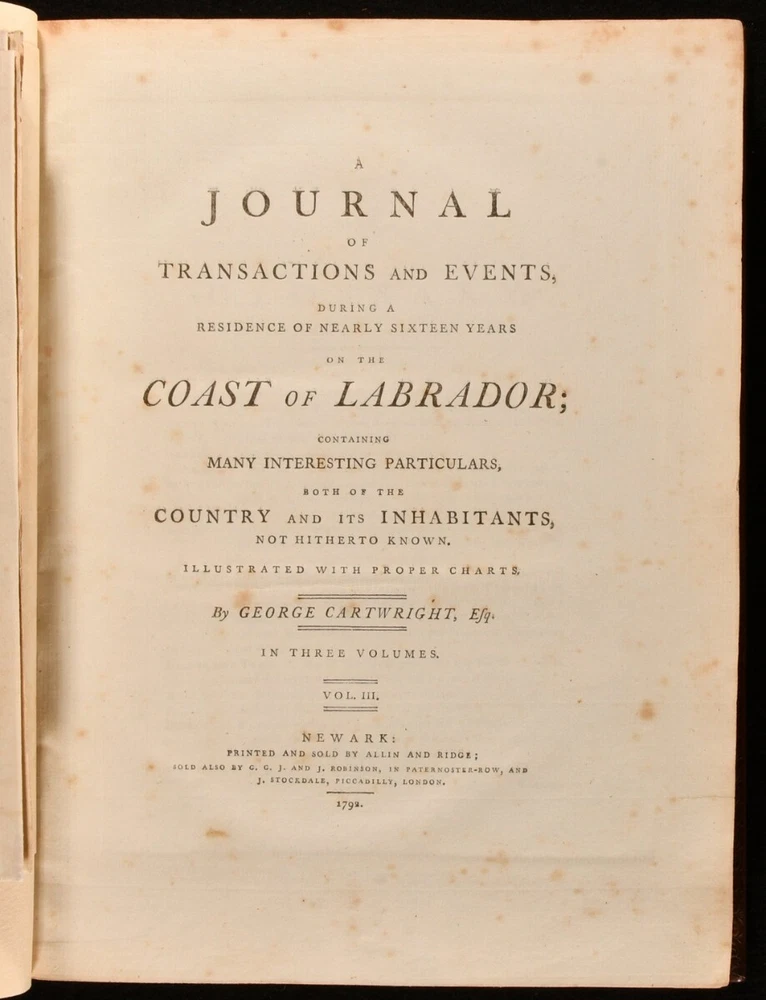 A
JOURNAL
OF
TRANSACTIONS AND EVENTS,
DURING A
RESIDENCE OF NEARLY SIXTEEN YEARS
ON THE
COAST OF LABRADOR;
CONTAINING
MANY INTERESTING PARTICULARS,
BOTH OF THE
COUNTRY AND ITS INHABITANTS,
NOT HITHERTO KNOWN.
ILLUSTRATED WITH PROPER CHARTS.
By GEORGE CARTWRIGHT, Eſq.
IN THREE VOLUMES.
VOL. III.
NEWARK:
PRINTED AND SOLD BY ALLIN AND RIDGE;
SOLD ALSO BY G. G. J. AND J. ROBINSON, IN PATERNOSTER-ROW, AND
J. STOCKDALE, PICCADILLY, LONDON.
1792.